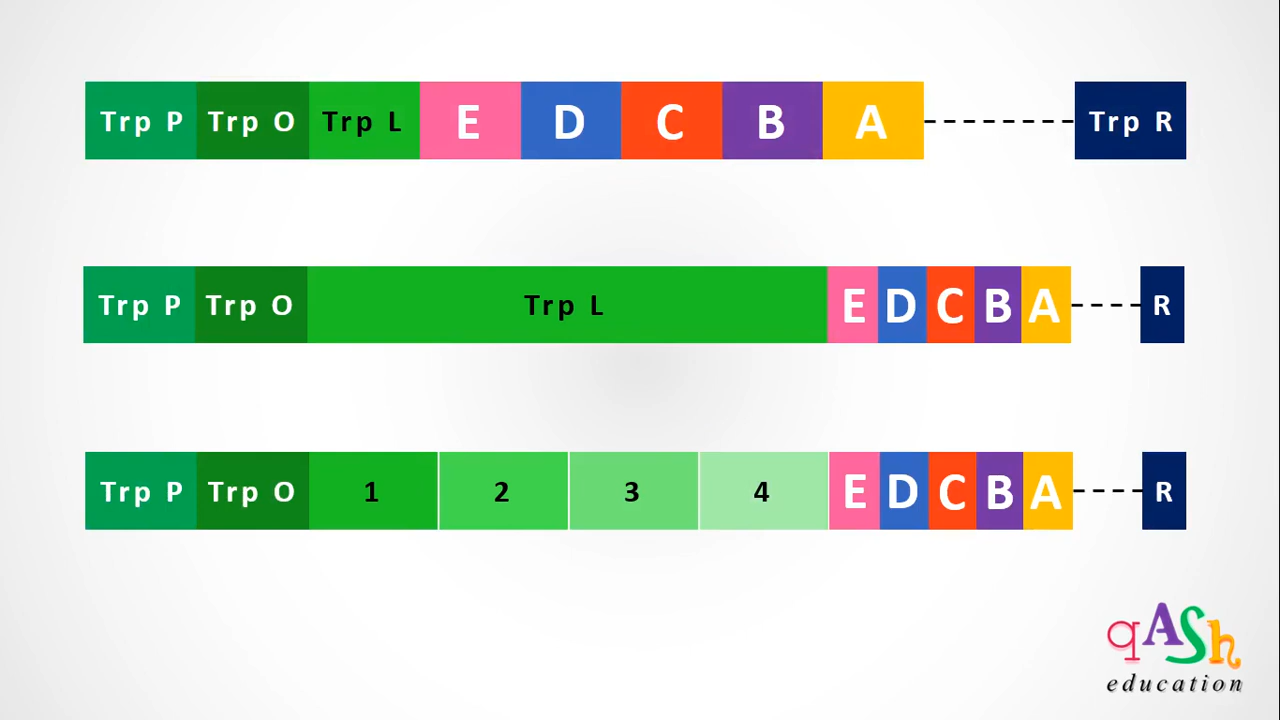 Trp P Trp O Trp L E D C B A Trp R
Trp P Trp O Trp L E D C B A R
Trp P Trp O 1 2 3 4 E D C B A R
qASh
education